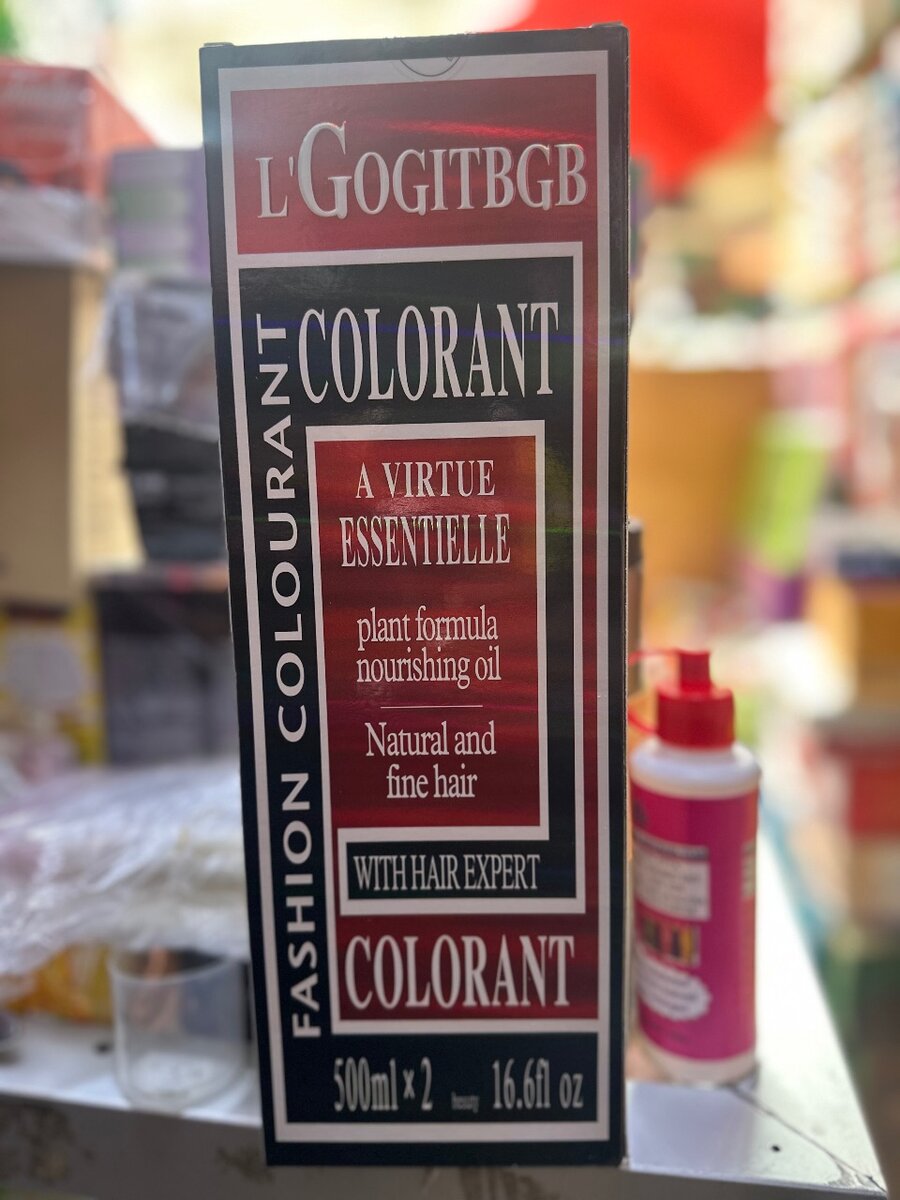 L'GOGITBGB
COLORANT
FASHION COLOURANT
A VIRTUE
ESSENTIELLE
plant formula
nourishing oil
Natural and
fine hair
WITH HAIR EXPERT
COLORANT
500ml × 2 beauty 16.6fl oz